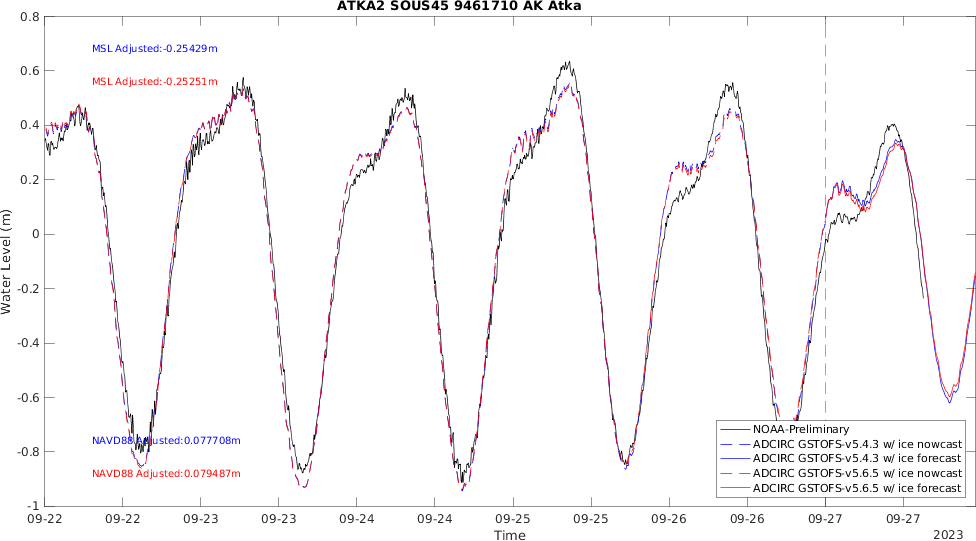 ATKA2 SOUS45 9461710 AK Atka
0.8
0.6
0.4
0.2
0
-0.2
-0.4
-0.6
-0.8
-1
Water Level (m)
MSL Adjusted:-0.25429m
MSL Adjusted:-0.25251m
NAVD88 Adjusted:0.077708m
NAVD88 Adjusted:0.079487m
NOAA-Preliminary
ADCIRC GSTOFS-v5.4.3 w/ ice nowcast
ADCIRC GSTOFS-v5.4.3 w/ ice forecast
ADCIRC GSTOFS-v5.6.5 w/ ice nowcast
ADCIRC GSTOFS-v5.6.5 w/ ice forecast
09-22 09-22 09-23 09-23 09-24 09-24 09-25 09-25 09-26 09-26 09-27 09-27
Time
2023